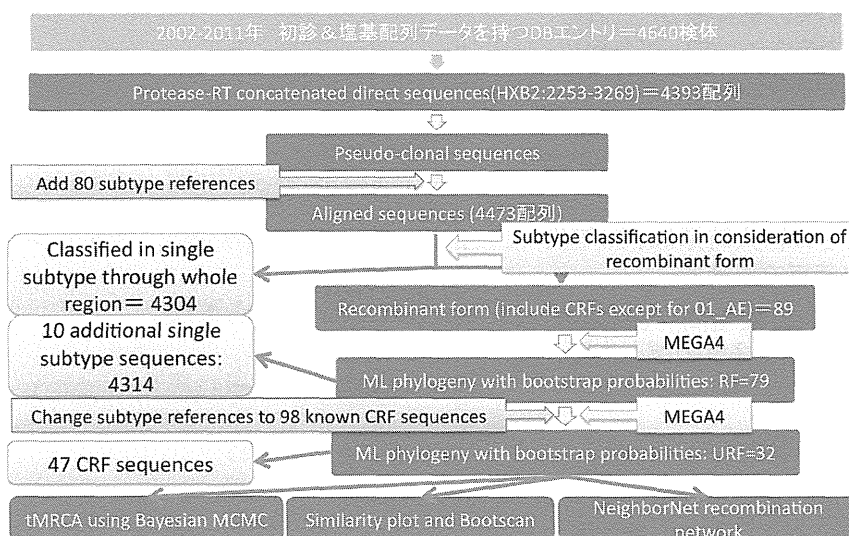 2002-2011年 初診&塩基配列データを持つDBエントリ=4640検体
Protease-RT concatenated direct sequences(HXB2:2253-3269)=4393配列
Pseudo-clonal sequences
Add 80 subtype references
Aligned sequences (4473配列)
Subtype classification in consideration of
recombinant form
Classified in single
subtype through whole
region= 4304
Recombinant form (include CRFs except for 01_AE)=89
10 additional single
subtype sequences:
4314
MEGA4
ML phylogeny with bootstrap probabilities: RF=79
Change subtype references to 98 known CRF sequences
MEGA4
ML phylogeny with bootstrap probabilities: URF=32
47 CRF sequences
tMRCA using Bayesian MCMC
Similarity plot and Bootscan
NeighborNet recombination
network